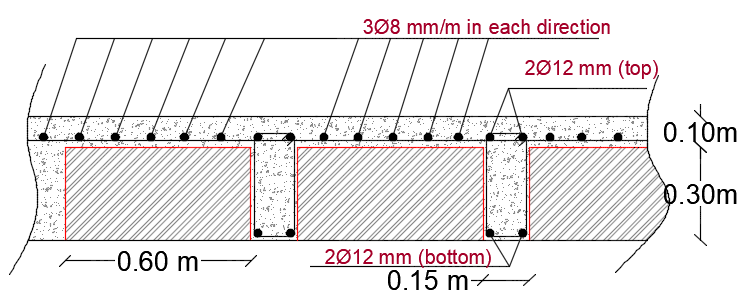 3Ø8 mm/m in each direction
2Ø12 mm (top)
0.10m
0.30m
2Ø12 mm (bottom)
0.60 m
0.15 m